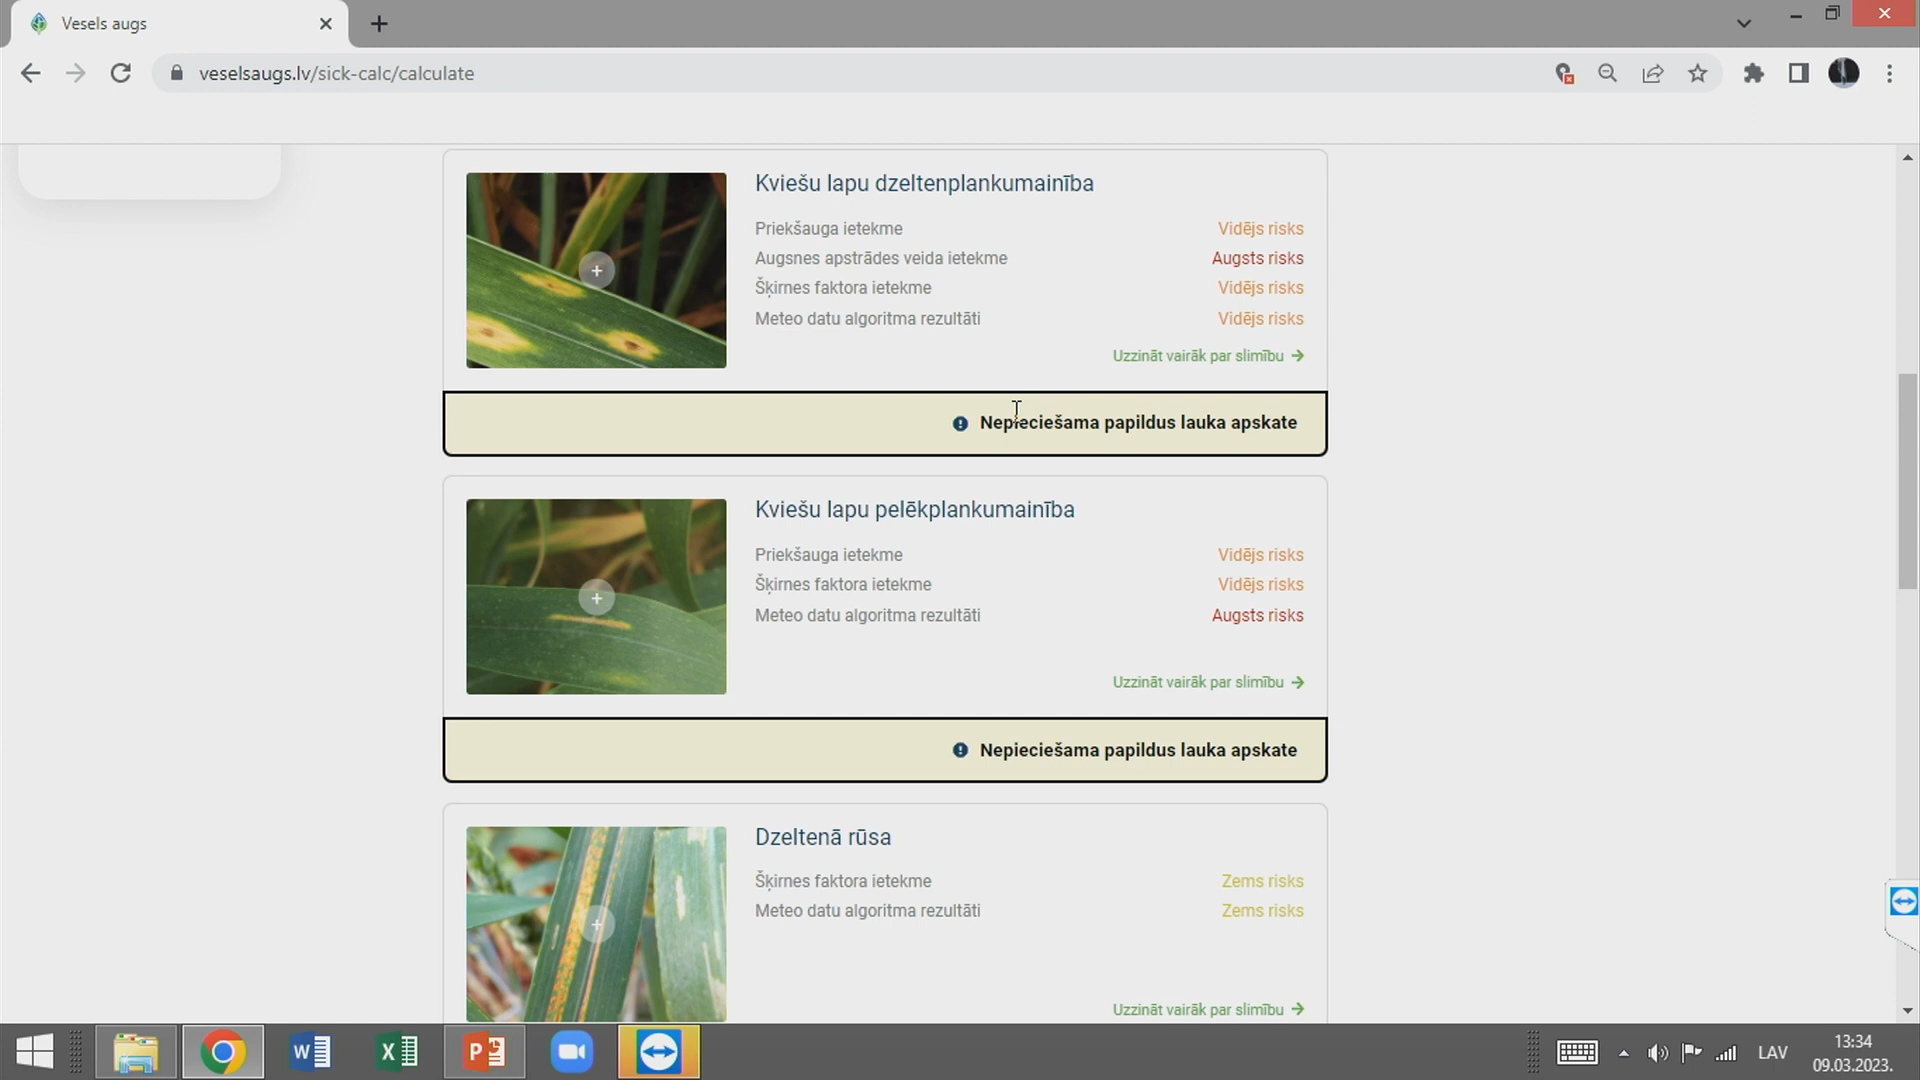 Vesels augs
veselsaugs.lv/sick-calc/calculate
Kviešu lapu dzeltenplankumainība
Priekšauga ietekme Vidējs risks
Augsnes apstrādes veida ietekme Augsts risks
Šķirnes faktora ietekme Vidējs risks
Meteo datu algoritma rezultāti Vidējs risks
Uzzināt vairāk par slimību →
Nepieciešama papildus lauka apskate
Kviešu lapu pelēkplankumainība
Priekšauga ietekme Vidējs risks
Šķirnes faktora ietekme Vidējs risks
Meteo datu algoritma rezultāti Augsts risks
Uzzināt vairāk par slimību →
Nepieciešama papildus lauka apskate
Dzeltenā rūsa
Šķirnes faktora ietekme Zems risks
Meteo datu algoritma rezultāti Zems risks
Uzzināt vairāk par slimību →
LAV
13:34
09.03.2023.